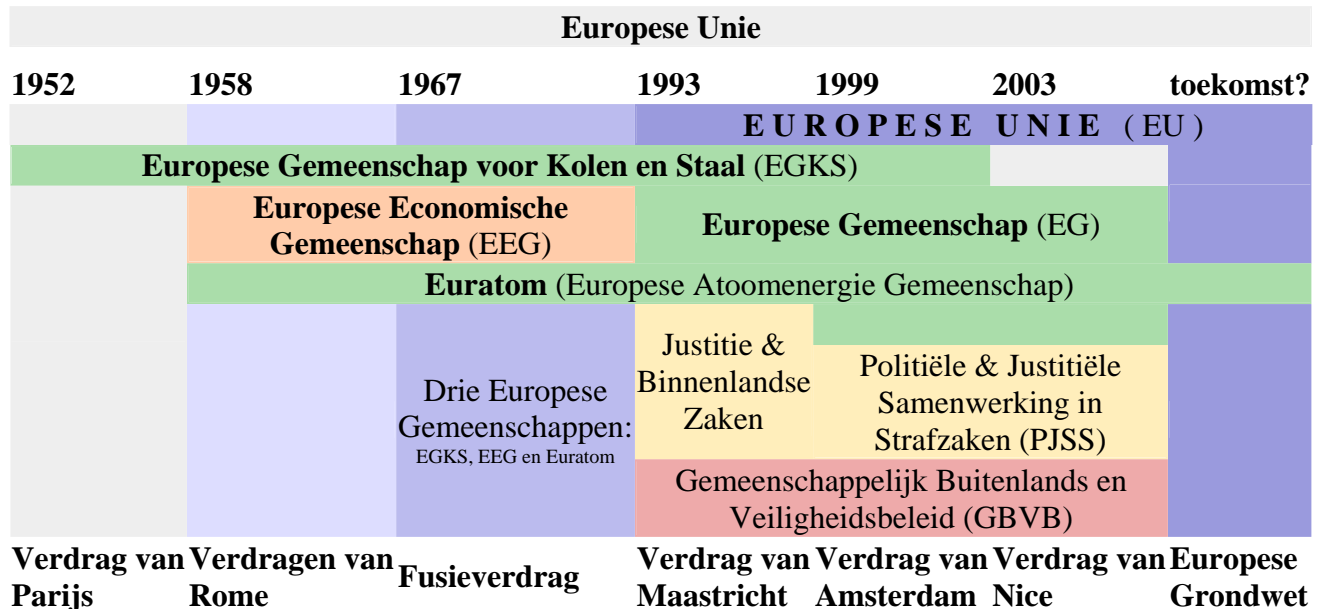 Europese Unie
1952 1958 1967 1993 1999 2003 toekomst?
EUROPESE UNIE (EU)
Europese Gemeenschap voor Kolen en Staal (EGKS)
Europese Economische
Gemeenschap (EEG)
Europese Gemeenschap (EG)
Euratom (Europese Atoomenergie Gemeenschap)
Drie Europese
Gemeenschappen:
EGKS, EEG en Euratom
Justitie &
Binnenlandse
Zaken
Politiële & Justitiële
Samenwerking in
Strafzaken (PJSS)
Gemeenschappelijk Buitenlands en
Veiligheidsbeleid (GBVB)
Verdrag van
Parijs
Verdragen van
Rome
Fusieverdrag
Verdrag van
Maastricht
Verdrag van
Amsterdam
Verdrag van
Nice
Europese
Grondwet